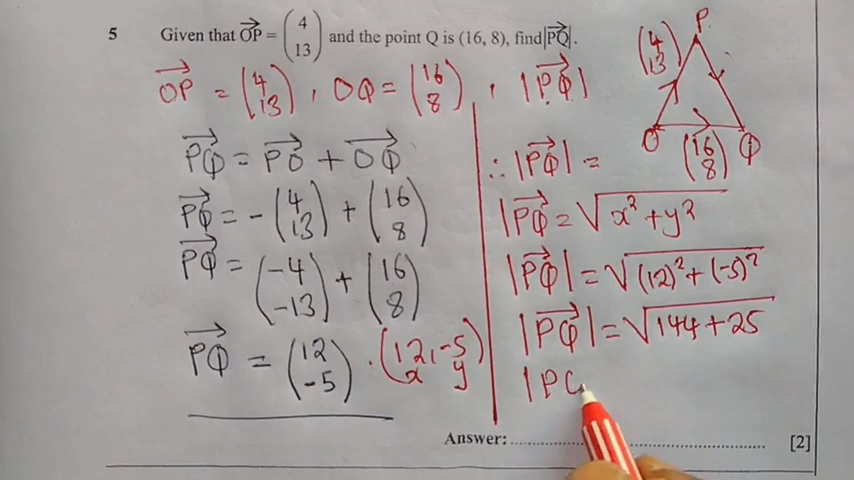 5 Given that →OP = (4 13) and the point Q is (16, 8), find |→PQ|.
→OP = (4 13), OQ = (16 8), |→PQ|
→PQ = →PO + →OQ
→PQ = -(4 13) + (16 8)
→PQ = (-4 -13) + (16 8)
→PQ = (12 -5) . (12, -5)
x y
P
(4 13)
O (16 8) Q
∴ |→PQ| =
|→PQ = √x² + y²
|→PQ| = √(12)² + (-5)²
|→PQ| = √144 + 25
|PQ
Answer: [2]